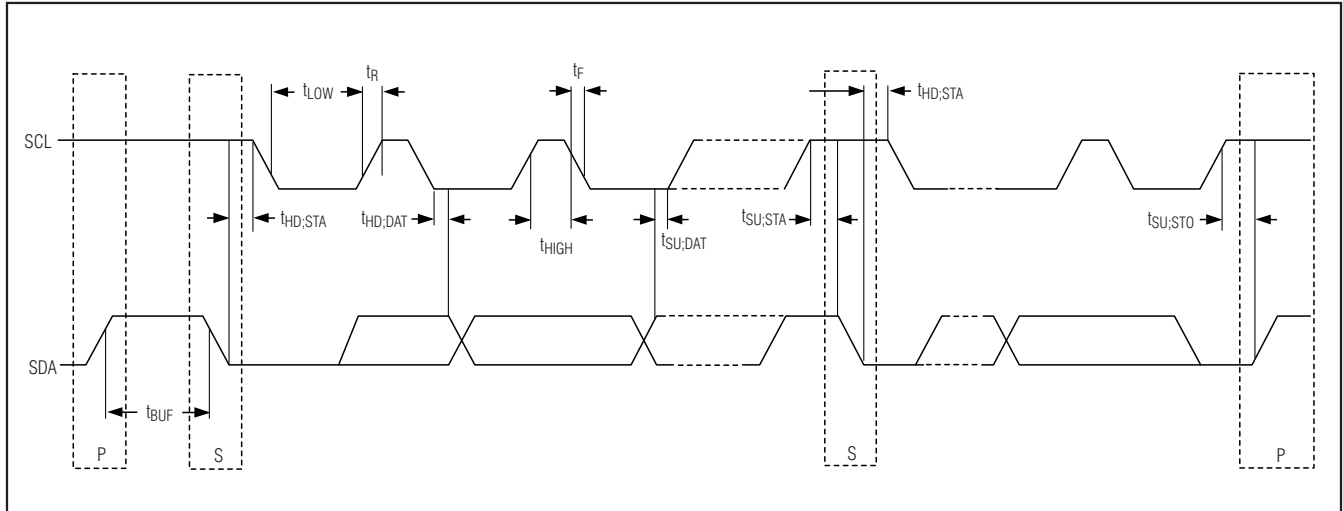 tR
tF
tLOW
tHD;STA
SCL
tHD;STA
tHD;DAT
tHIGH
tSU;DAT
tSU;STA
tSU;STO
SDA
tBUF
P
S
S
P